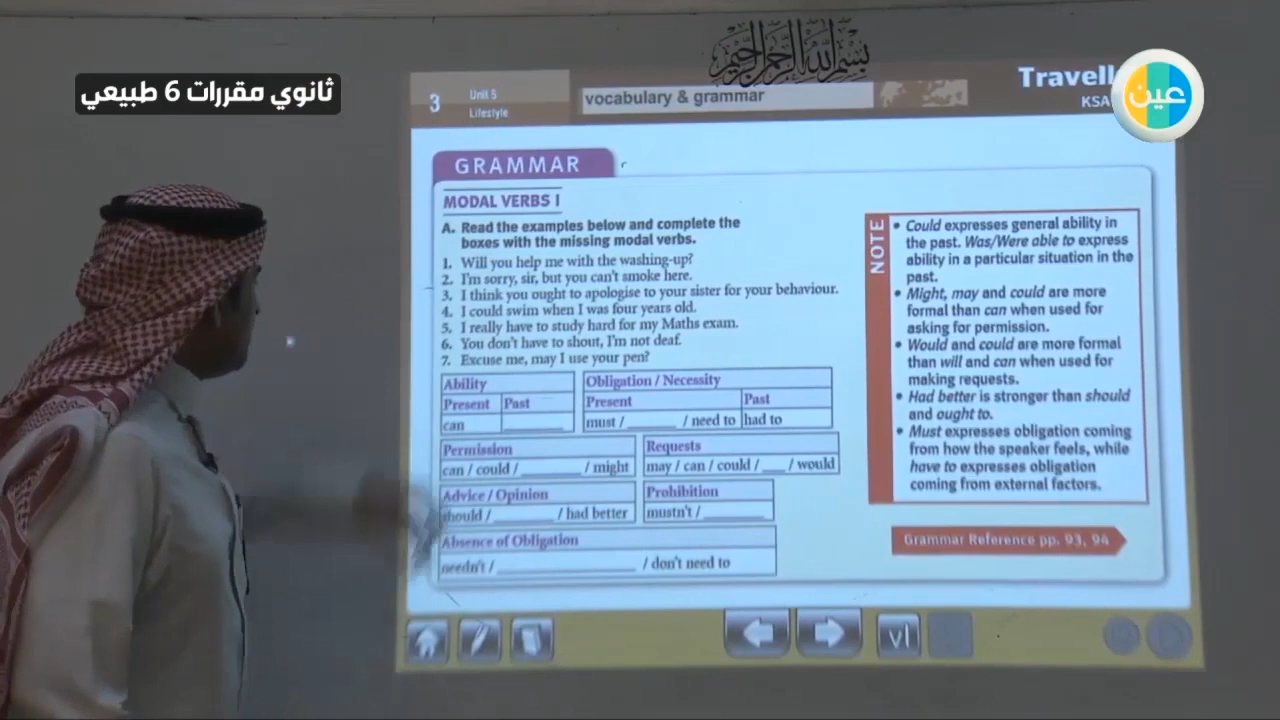 بسم الله الرحمن الرحيم
ثانوي مقررات 6 طبيعي
عين
3
Unit 5
Lifestyle
vocabulary & grammar
Travell
KSA
GRAMMAR
MODAL VERBS I
A. Read the examples below and complete the
boxes with the missing modal verbs.
1. Will you help me with the washing-up?
2. I'm sorry, sir, but you can't smoke here.
3. I think you ought to apologise to your sister for your behaviour.
4. I could swim when I was four years old.
5. I really have to study hard for my Maths exam.
6. You don't have to shout, I'm not deaf.
7. Excuse me, may I use your pen?
Ability
Present Past
can ________
Obligation / Necessity
Present Past
must / ________ / need to had to
Permission
can / could / ________ / might
Requests
may / can / could / ____ / would
Advice / Opinion
should / ________ / had better
Prohibition
mustn't / ________
Absence of Obligation
needn't / ________________ / don't need to
NOTE
• Could expresses general ability in
the past. Was/Were able to express
ability in a particular situation in the
past.
• Might, may and could are more
formal than can when used for
asking for permission.
• Would and could are more formal
than will and can when used for
making requests.
• Had better is stronger than should
and ought to.
• Must expresses obligation coming
from how the speaker feels, while
have to expresses obligation
coming from external factors.
Grammar Reference pp. 93, 94